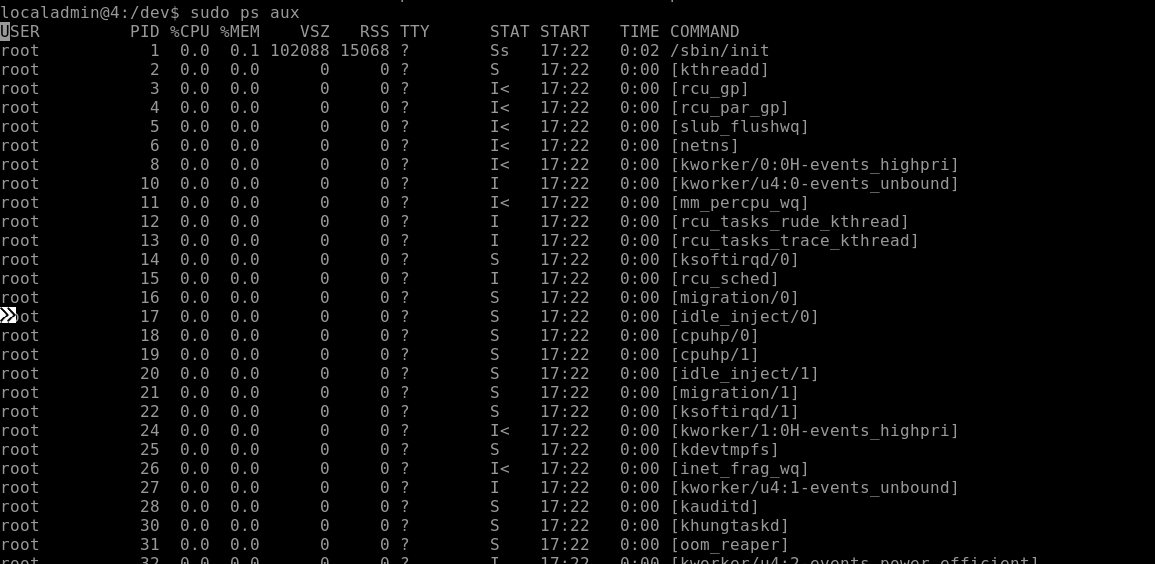 localadmin@4:/dev$ sudo ps aux
USER         PID %CPU %MEM    VSZ   RSS TTY      STAT START   TIME COMMAND
root           1  0.0  0.1 102088 15068 ?        Ss   17:22   0:02 /sbin/init
root           2  0.0  0.0      0     0 ?        S    17:22   0:00 [kthreadd]
root           3  0.0  0.0      0     0 ?        I<   17:22   0:00 [rcu_gp]
root           4  0.0  0.0      0     0 ?        I<   17:22   0:00 [rcu_par_gp]
root           5  0.0  0.0      0     0 ?        I<   17:22   0:00 [slub_flushwq]
root           6  0.0  0.0      0     0 ?        I<   17:22   0:00 [netns]
root           8  0.0  0.0      0     0 ?        I<   17:22   0:00 [kworker/0:0H-events_highpri]
root          10  0.0  0.0      0     0 ?        I    17:22   0:00 [kworker/u4:0-events_unbound]
root          11  0.0  0.0      0     0 ?        I<   17:22   0:00 [mm_percpu_wq]
root          12  0.0  0.0      0     0 ?        I    17:22   0:00 [rcu_tasks_rude_kthread]
root          13  0.0  0.0      0     0 ?        I    17:22   0:00 [rcu_tasks_trace_kthread]
root          14  0.0  0.0      0     0 ?        S    17:22   0:00 [ksoftirqd/0]
root          15  0.0  0.0      0     0 ?        I    17:22   0:00 [rcu_sched]
root          16  0.0  0.0      0     0 ?        S    17:22   0:00 [migration/0]
root          17  0.0  0.0      0     0 ?        S    17:22   0:00 [idle_inject/0]
root          18  0.0  0.0      0     0 ?        S    17:22   0:00 [cpuhp/0]
root          19  0.0  0.0      0     0 ?        S    17:22   0:00 [cpuhp/1]
root          20  0.0  0.0      0     0 ?        S    17:22   0:00 [idle_inject/1]
root          21  0.0  0.0      0     0 ?        S    17:22   0:00 [migration/1]
root          22  0.0  0.0      0     0 ?        S    17:22   0:00 [ksoftirqd/1]
root          24  0.0  0.0      0     0 ?        I<   17:22   0:00 [kworker/1:0H-events_highpri]
root          25  0.0  0.0      0     0 ?        S    17:22   0:00 [kdevtmpfs]
root          26  0.0  0.0      0     0 ?        I<   17:22   0:00 [inet_frag_wq]
root          27  0.0  0.0      0     0 ?        I    17:22   0:00 [kworker/u4:1-events_unbound]
root          28  0.0  0.0      0     0 ?        S    17:22   0:00 [kauditd]
root          30  0.0  0.0      0     0 ?        S    17:22   0:00 [khungtaskd]
root          31  0.0  0.0      0     0 ?        S    17:22   0:00 [oom_reaper]
root          32  0.0  0.0      0     0 ?        I    17:22   0:00 [kworker/u4:2-events_power_efficient]